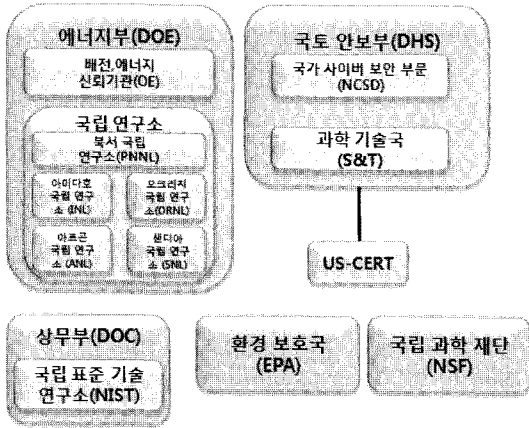 에너지부(DOE)
배전,에너지
신뢰기관(OE)
국립 연구소
북서 국립
연구소(PNNL)
아이다호
국립 연구
소 (INL)
오크리지
국립 연구
소(ORNL)
아르곤
국립 연구
소 (ANL)
샌디아
국립 연구
소 (SNL)
국토 안보부(DHS)
국가 사이버 보안 부문
(NCSD)
과학 기술국
(S&T)
US-CERT
상무부(DOC)
국립 표준 기술
연구소(NIST)
환경 보호국
(EPA)
국립 과학 재단
(NSF)